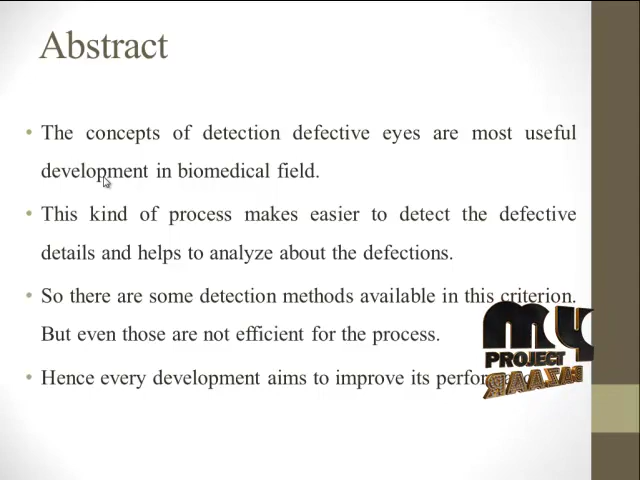 Abstract
• The concepts of detection defective eyes are most useful
development in biomedical field.
• This kind of process makes easier to detect the defective
details and helps to analyze about the defections.
• So there are some detection methods available in this criterion.
But even those are not efficient for the process.
• Hence every development aims to improve its
MY
PROJECT
BAZAAR